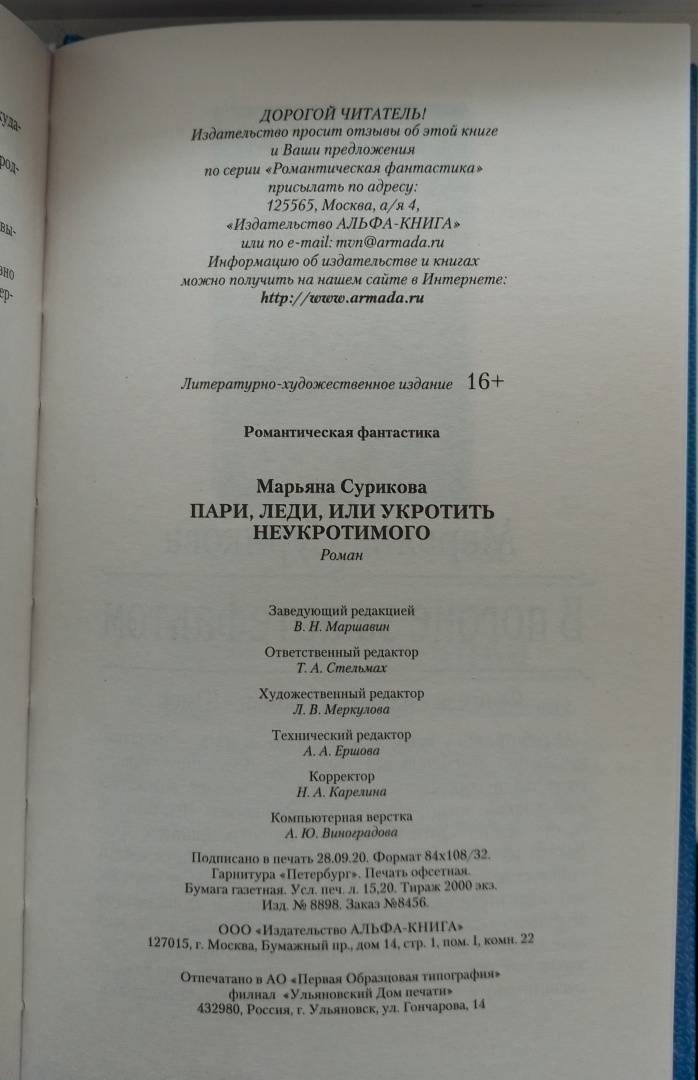 куда-
род-
вы-
ано
ер-
ДОРОГОЙ ЧИТАТЕЛЬ!
Издательство просит отзывы об этой книге
и Ваши предложения
по серии «Романтическая фантастика»
присылать по адресу:
125565, Москва, а/я 4,
«Издательство АЛЬФА-КНИГА»
или по e-mail: mvn@armada.ru
Информацию об издательстве и книгах
можно получить на нашем сайте в Интернете:
http://www.armada.ru
Литературно-художественное издание 16+
Романтическая фантастика
Марьяна Сурикова
ПАРИ, ЛЕДИ, ИЛИ УКРОТИТЬ
НЕУКРОТИМОГО
Роман
Заведующий редакцией
В. Н. Маршавин
Ответственный редактор
Т. А. Стельмах
Художественный редактор
Л. В. Меркулова
Технический редактор
А. А. Ершова
Корректор
Н. А. Карелина
Компьютерная верстка
А. Ю. Виноградова
Подписано в печать 28.09.20. Формат 84x108/32.
Гарнитура «Петербург». Печать офсетная.
Бумага газетная. Усл. печ. л. 15,20. Тираж 2000 экз.
Изд. № 8898. Заказ №8456.
ООО «Издательство АЛЬФА-КНИГА»
127015, г. Москва, Бумажный пр., дом 14, стр. 1, пом. I, комн. 22
Отпечатано в АО «Первая Образцовая типография»
филиал «Ульяновский Дом печати»
432980, Россия, г. Ульяновск, ул. Гончарова, 14